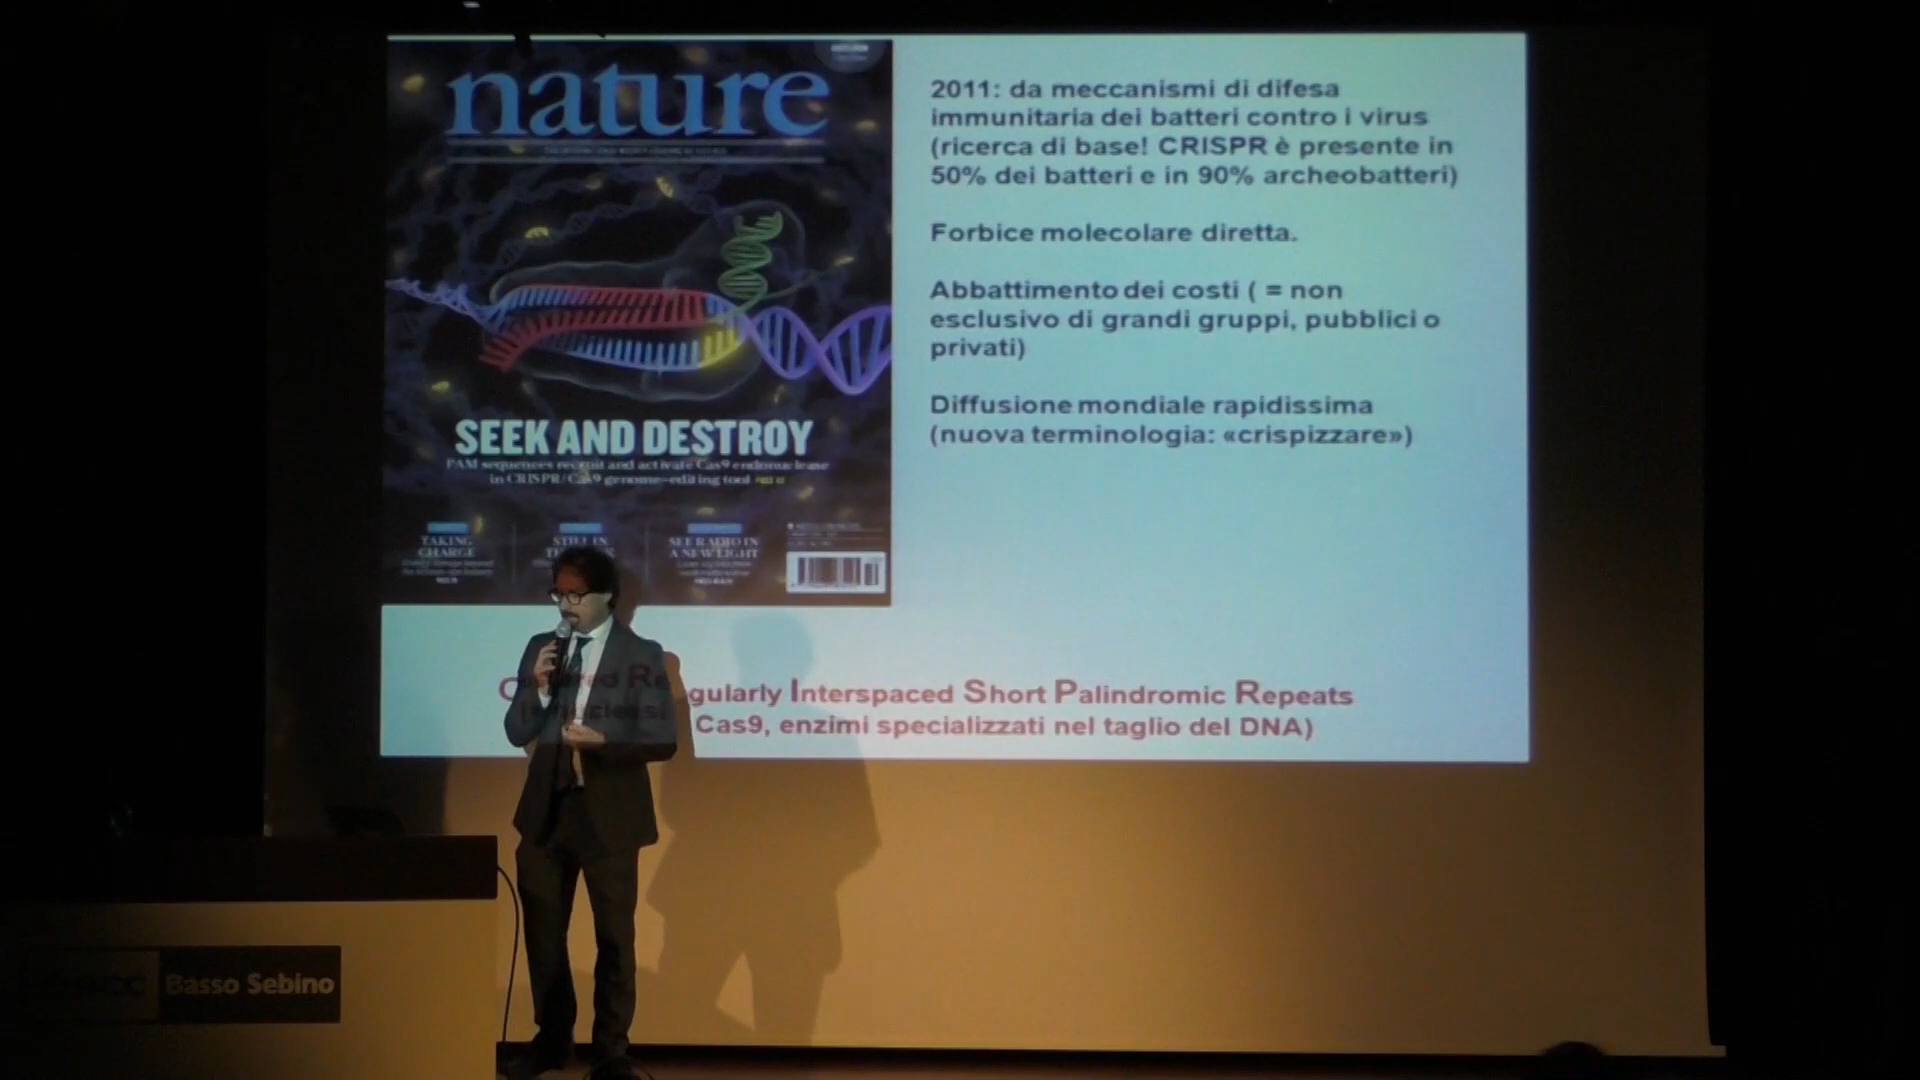 nature
SEEK AND DESTROY
PAM sequences recruit and activate Cas9 endonuclease
in CRISPR/Cas9 genome-editing tool
TAKING
CHARGE
STILL IN
SEE RADIO IN
A NEW LIGHT
2011: da meccanismi di difesa
immunitaria dei batteri contro i virus
(ricerca di base! CRISPR è presente in
50% dei batteri e in 90% archeobatteri)
Forbice molecolare diretta.
Abbattimento dei costi ( = non
esclusivo di grandi gruppi, pubblici o
privati)
Diffusione mondiale rapidissima
(nuova terminologia: «crispizzare»)
Regularly Interspaced Short Palindromic Repeats
Cas9, enzimi specializzati nel taglio del DNA)
Basso Sebino